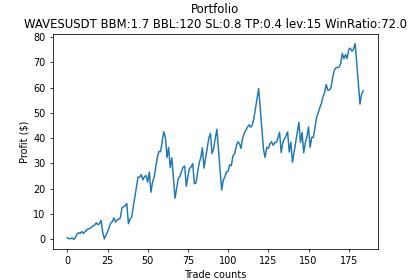 Portfolio
WAVESUSDT BBM:1.7 BBL:120 SL:0.8 TP:0.4 lev:15 WinRatio:72.0
80
70
60
50
40
30
20
10
0
Profit ($)
0 25 50 75 100 125 150 175
Trade counts